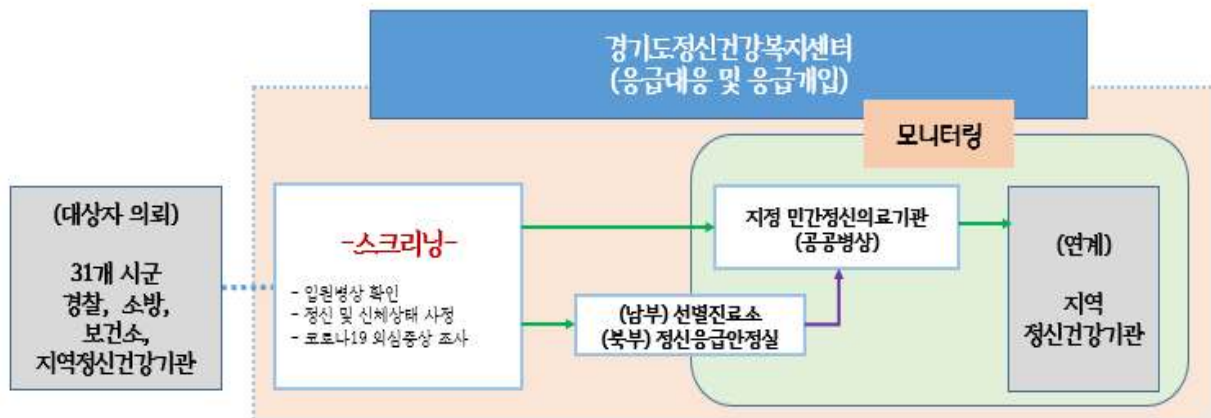 경기도정신건강복지센터
(응급대응 및 응급개입)
모니터링
(대상자 의뢰)
31개 시군
경찰, 소방,
보건소,
지역정신건강기관
-스크리닝-
- 입원병상 확인
- 정신 및 신체상태 사정
- 코로나19 의심증상 조사
(남부) 선별진료소
(북부) 정신응급안정실
지정 민간정신의료기관
(공공병상)
(연계)
지역
정신건강기관